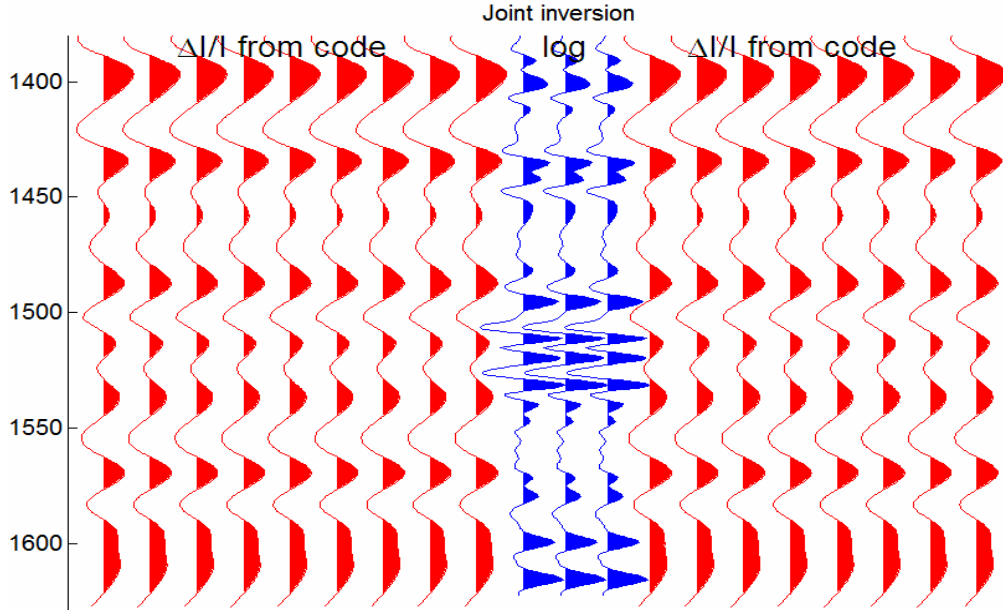 Joint inversion
ΔI/I from code log ΔI/I from code
1400
1450
1500
1550
1600